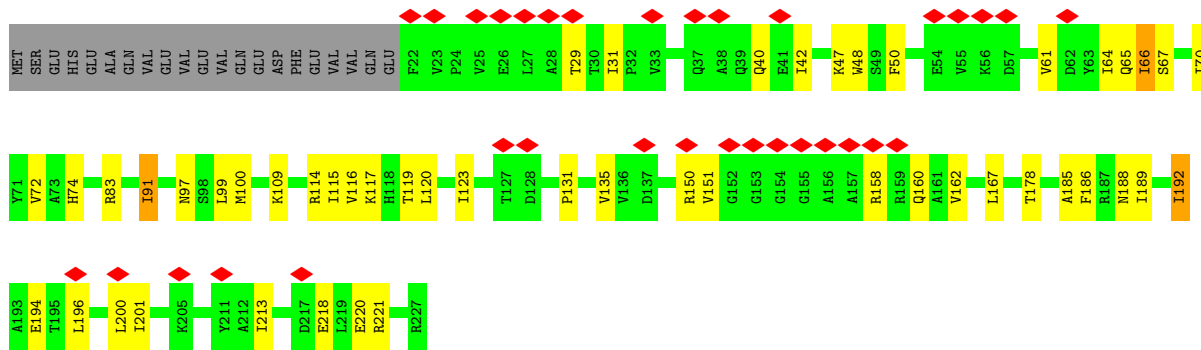 MET SER GLU HIS GLU ALA GLN VAL GLU GLU VAL GLU VAL GLU ASP PHE GLU VAL VAL GLN GLU F22 V23 P24 V25 E26 L27 A28 T29 T30 I31 P32 V33 Q37 A38 Q39 Q40 E41 I42 K47 W48 S49 F50 E54 V55 K56 D57 V61 D62 Y63 I64 Q65 I66 S67 I70
Y71 V72 A73 H74 R83 I91 N97 S98 L99 M100 K109 R114 I115 V116 K117 H118 T119 L120 I123 T127 D128 P131 V135 V136 D137 R150 V151 G152 G153 G154 G155 A156 A157 R158 R159 Q160 A161 V162 L167 T178 A185 F186 R187 N188 I189 I192
A193 E194 T195 L196 L200 I201 K205 Y211 A212 I213 D217 E218 L219 E220 R221 R227